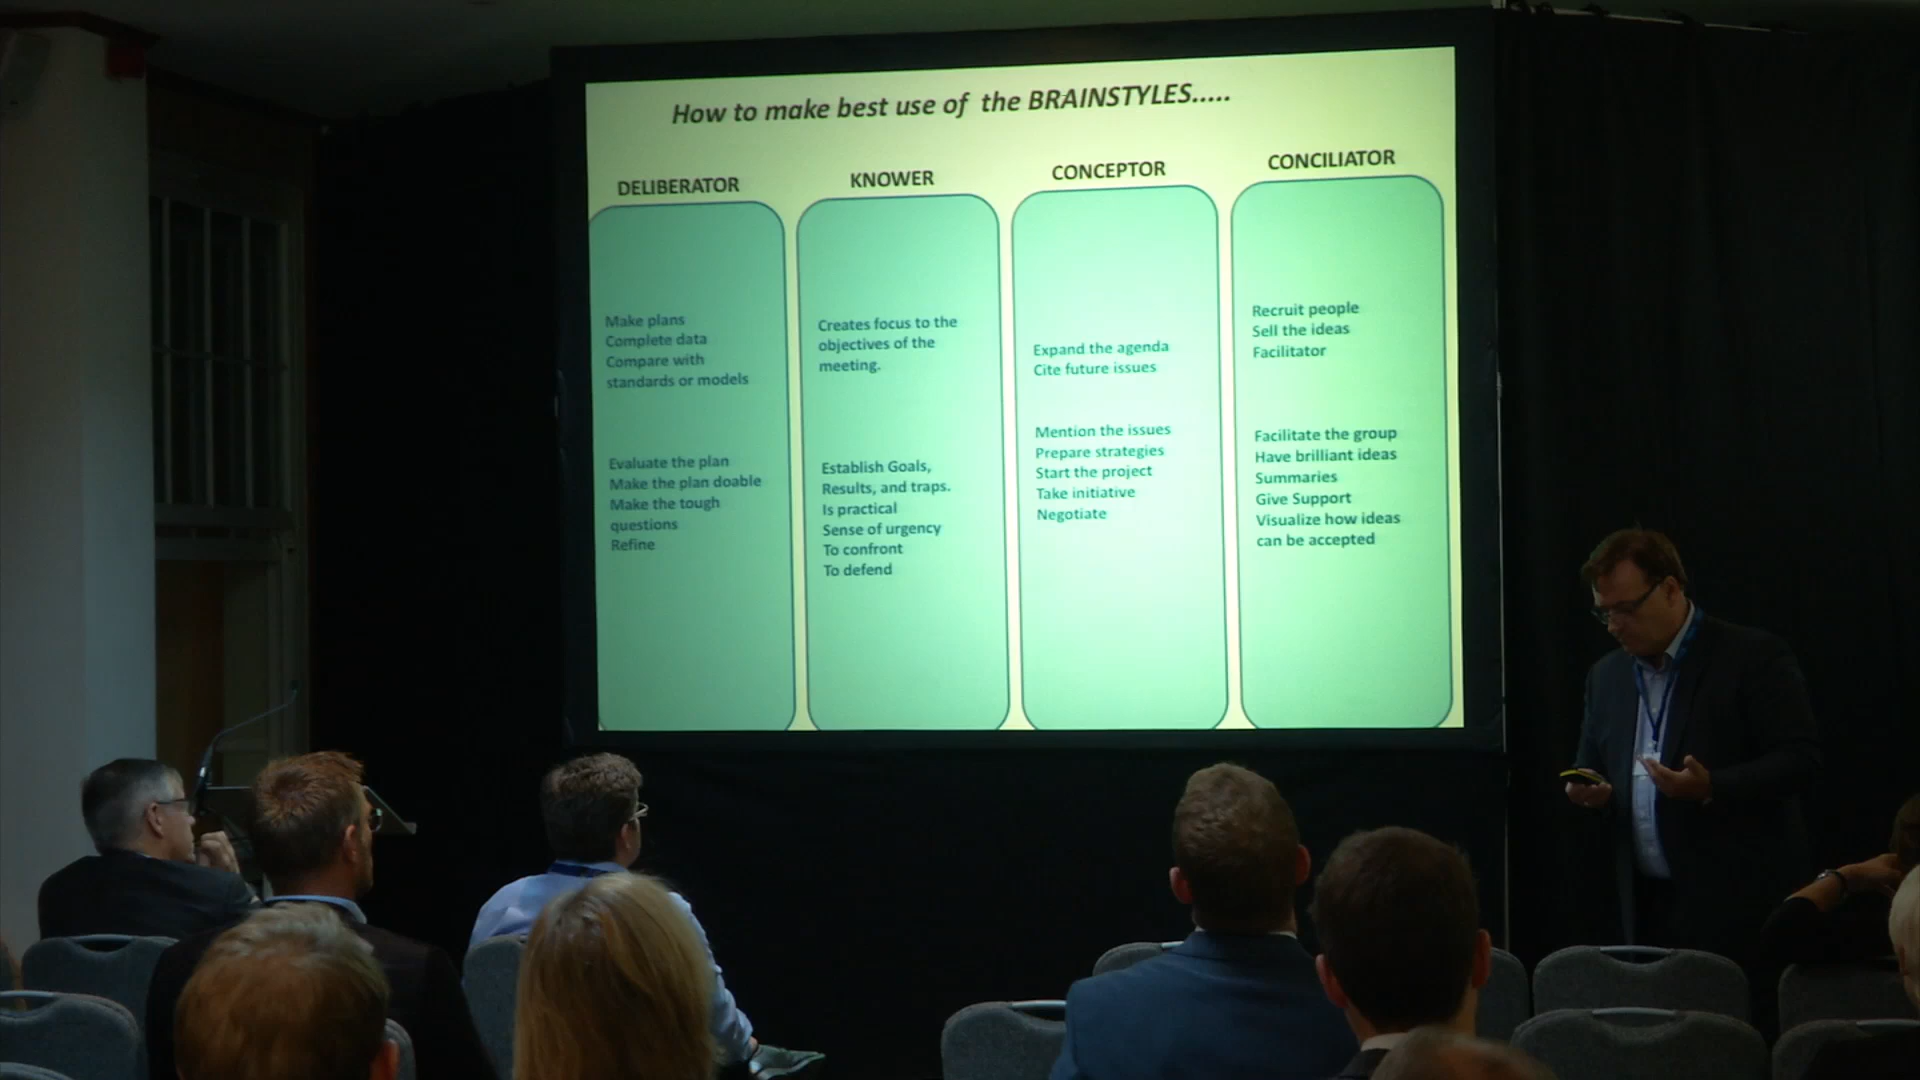 How to make best use of the BRAINSTYLES.....
DELIBERATOR
Make plans
Complete data
Compare with
standards or models
Evaluate the plan
Make the plan doable
Make the tough
questions
Refine
KNOWER
Creates focus to the
objectives of the
meeting.
Establish Goals,
Results, and traps.
Is practical
Sense of urgency
To confront
To defend
CONCEPTOR
Expand the agenda
Cite future issues
Mention the issues
Prepare strategies
Start the project
Take initiative
Negotiate
CONCILIATOR
Recruit people
Sell the ideas
Facilitator
Facilitate the group
Have brilliant ideas
Summaries
Give Support
Visualize how ideas
can be accepted